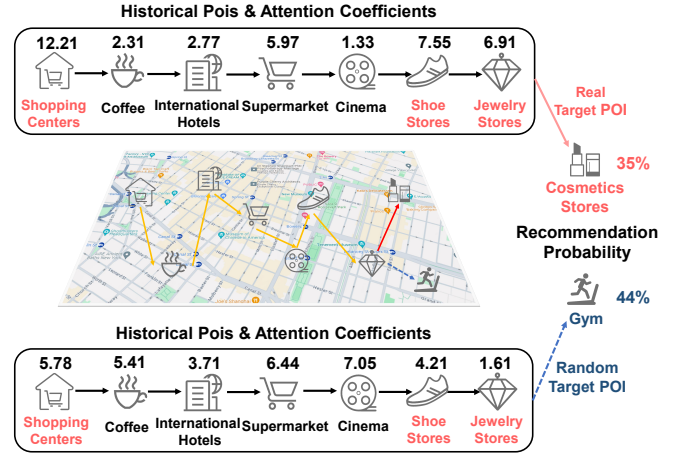 Historical Pois & Attention Coefficients
12.21 2.31 2.77 5.97 1.33 7.55 6.91
Shopping Centers
Coffee
International Hotels
Supermarket
Cinema
Shoe Stores
Jewelry Stores
Real
Target POI
35%
Cosmetics
Stores
Recommendation
Probability
44%
Gym
Random
Target POI
Historical Pois & Attention Coefficients
5.78 5.41 3.71 6.44 7.05 4.21 1.61
Shopping Centers
Coffee
International Hotels
Supermarket
Cinema
Shoe Stores
Jewelry Stores